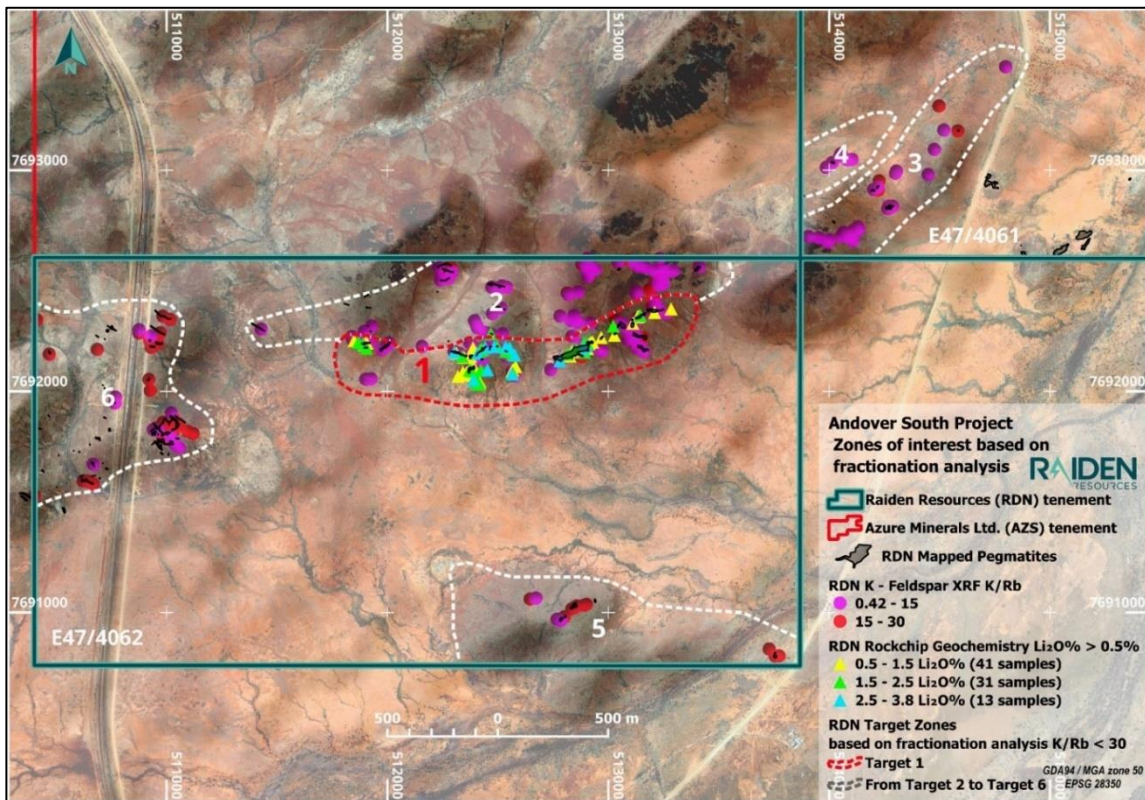 511000
512000
513000
514000
515000
N
7693000
7693000
4
3
E47/4061
2
1
7692000
7692000
6
Andover South Project
Zones of interest based on
fractionation analysis
RAIDEN
RESOURCES
Raiden Resources (RDN) tenement
Azure Minerals Ltd. (AZS) tenement
RDN Mapped Pegmatites
RDN K - Feldspar XRF K/Rb
0.42 - 15
15 - 30
RDN Rockchip Geochemistry Li₂O% > 0.5%
0.5 - 1.5 Li₂O% (41 samples)
1.5 - 2.5 Li₂O% (31 samples)
2.5 - 3.8 Li₂O% (13 samples)
RDN Target Zones
based on fractionation analysis K/Rb < 30
Target 1
From Target 2 to Target 6
GDA94 / MGA zone 50
EPSG 28350
7691000
7691000
5
E47/4062
500 0 500 m
511000
512000
513000